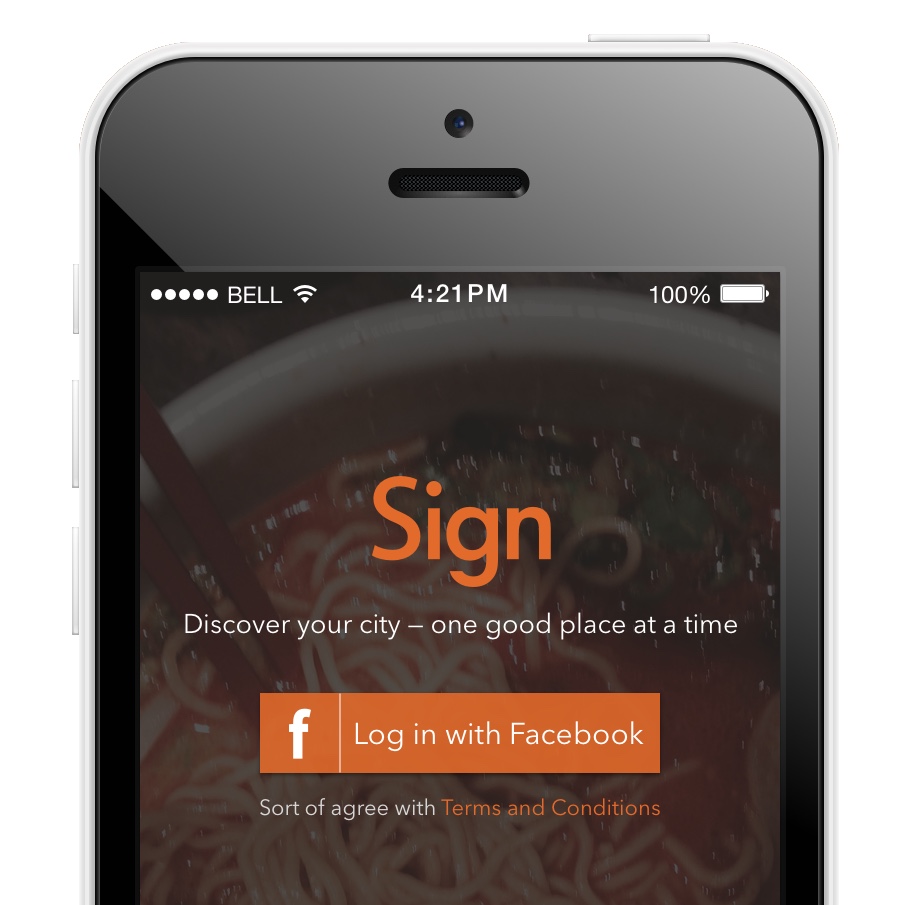 BELL 4:21PM 100%
Sign
Discover your city – one good place at a time
f Log in with Facebook
Sort of agree with Terms and Conditions